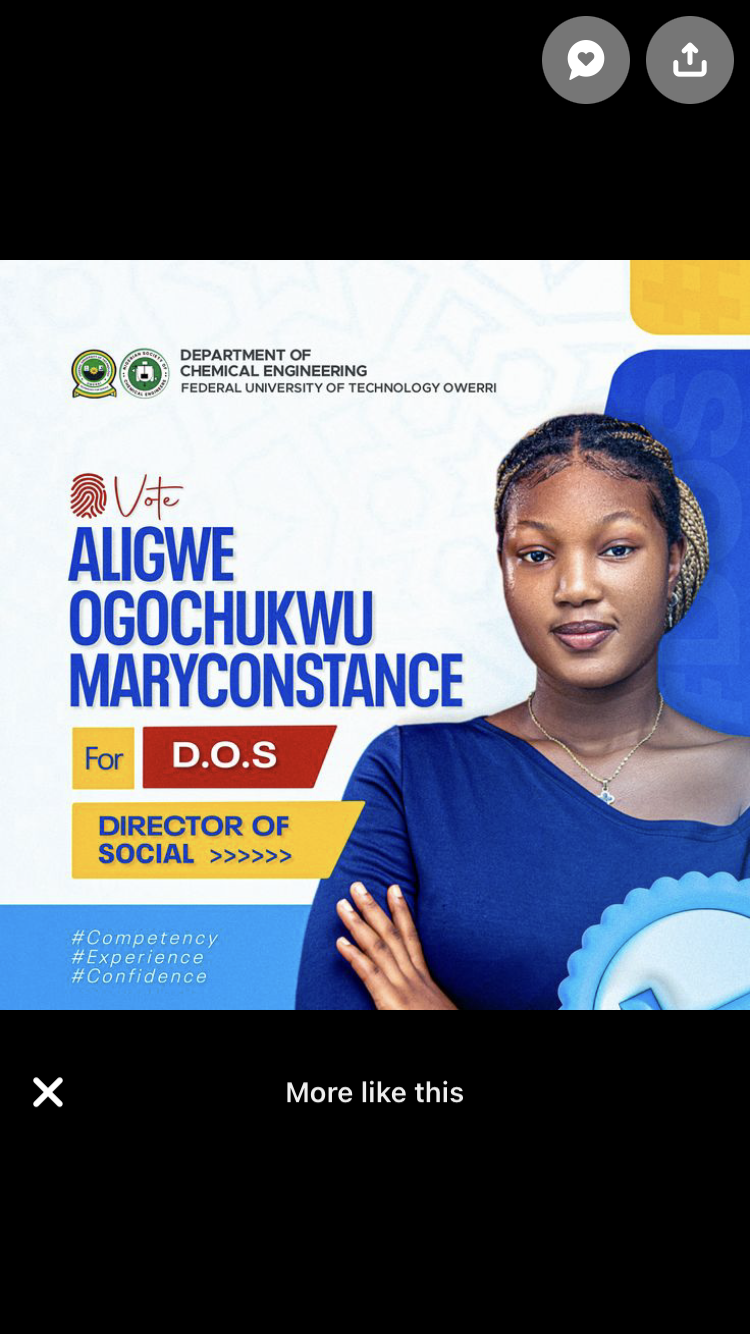 DEPARTMENT OF
CHEMICAL ENGINEERING
FEDERAL UNIVERSITY OF TECHNOLOGY OWERRI
Vote
ALIGWE
OGOCHUKWU
MARYCONSTANCE
For D.O.S
DIRECTOR OF
SOCIAL >>>>>>
#Competency
#Experience
#Confidence
More like this